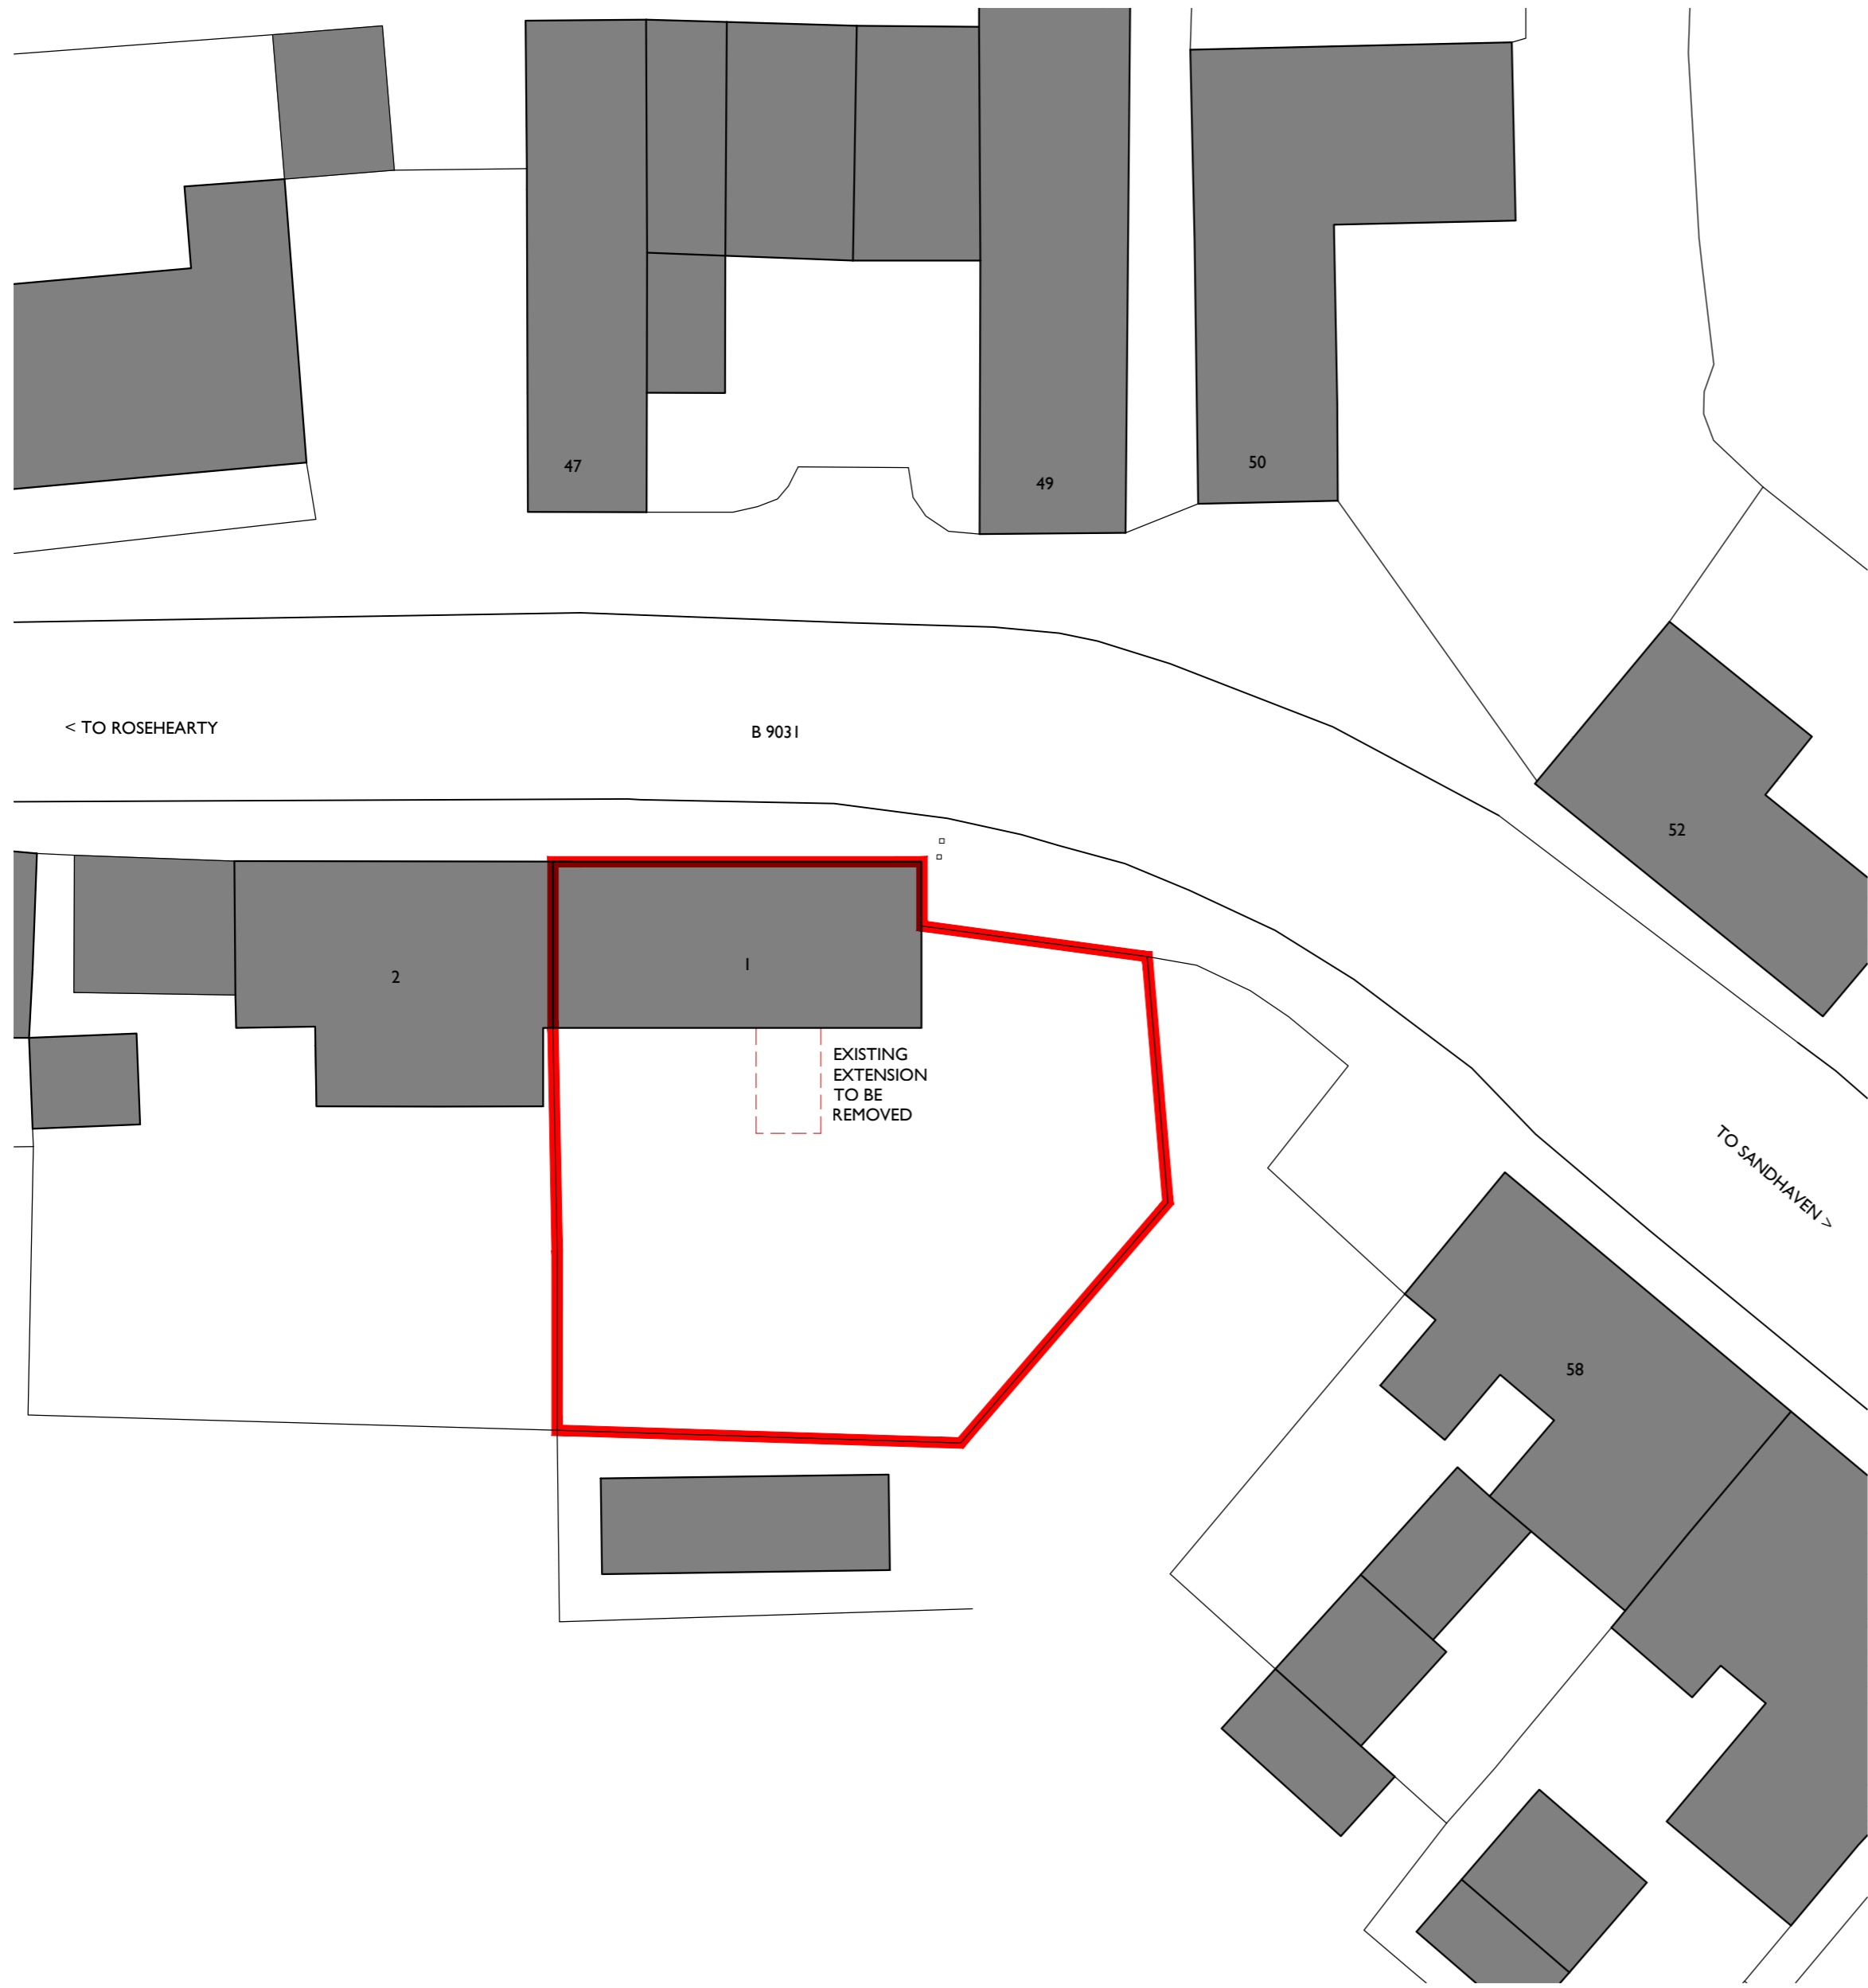 47
49
50
< TO ROSEHEARTY
B 9031
52
2
1
EXISTING
EXTENSION
TO BE
REMOVED
TO SANDHAVEN >
58